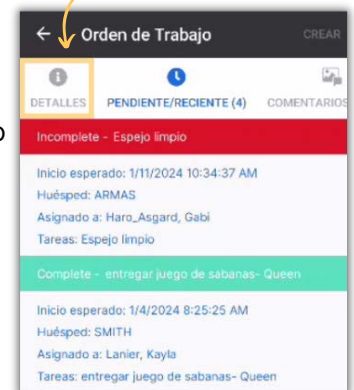 ← Orden de Trabajo CREAR
DETALLES PENDIENTE/RECIENTE (4) COMENTARIOS
o
Incomplete - Espejo limpio
Inicio esperado: 1/11/2024 10:34:37 AM
Huésped: ARMAS
Asignado a: Haro_Asgard, Gabi
Tareas: Espejo limpio
Complete - entregar juego de sabanas- Queen
Inicio esperado: 1/4/2024 8:25:25 AM
Huésped: SMITH
Asignado a: Lanier, Kayla
Tareas: entregar juego de sabanas- Queen